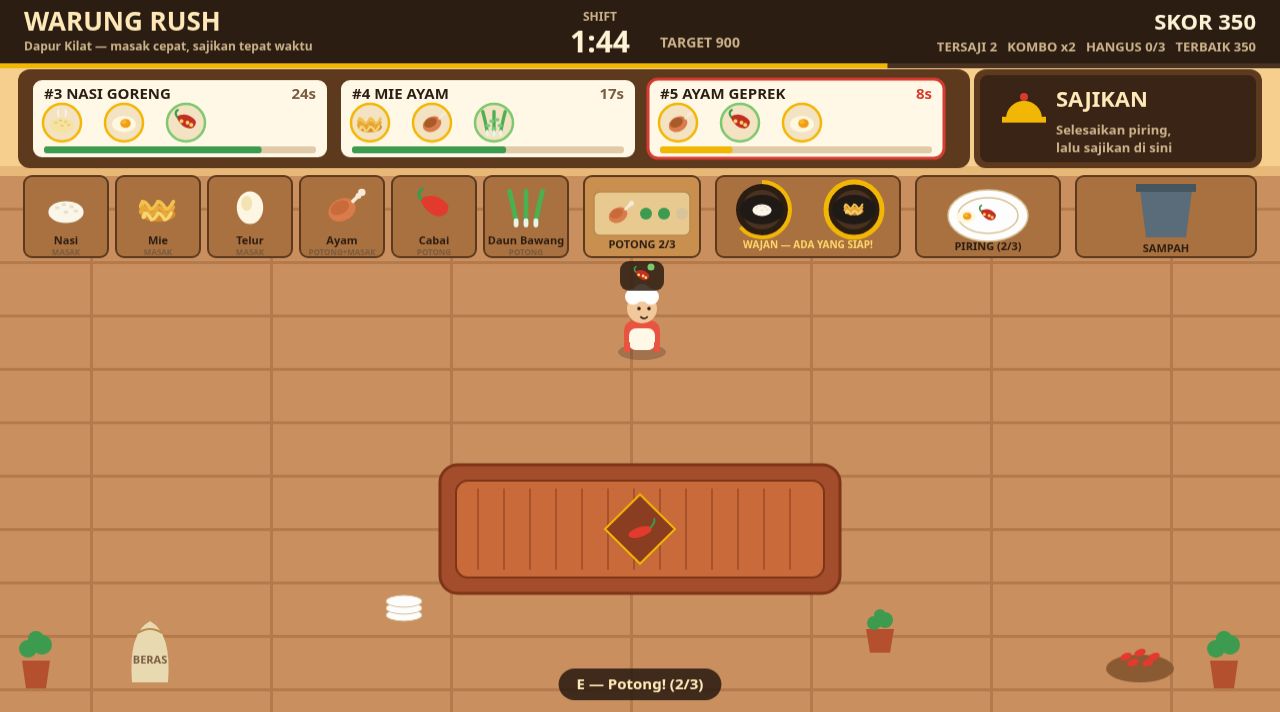 WARUNG RUSH
Dapur Kilat — masak cepat, sajikan tepat waktu
SHIFT
1:44
TARGET 900
SKOR 350
TERSAJI 2 KOMBO x2 HANGUS 0/3 TERBAIK 350
#3 NASI GORENG 24s
#4 MIE AYAM 17s
#5 AYAM GEPREK 8s
SAJIKAN
Selesaikan piring,
lalu sajikan di sini
Nasi
MASAK
Mie
MASAK
Telur
MASAK
Ayam
POTONG+MASAK
Cabai
POTONG
Daun Bawang
POTONG
POTONG 2/3
WAJAN — ADA YANG SIAP!
PIRING (2/3)
SAMPAH
BERAS
E — Potong! (2/3)